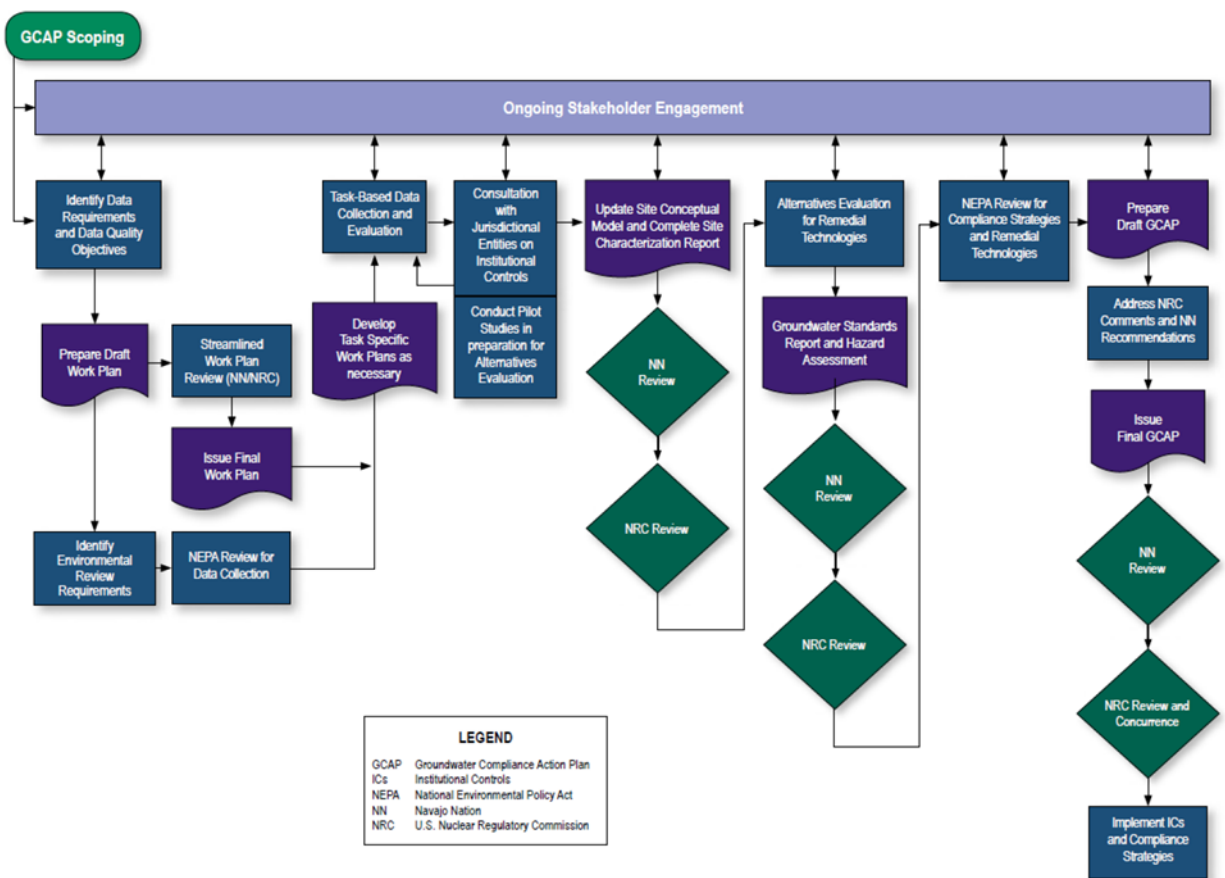 GCAP Scoping
Ongoing Stakeholder Engagement
Identify Data
Requirements
and Data Quality
Objectives
Prepare Draft
Work Plan
Streamlined
Work Plan
Review (NN/NRC)
Issue Final
Work Plan
Identify
Environmental
Review
Requirements
NEPA Review for
Data Collection
Task-Based Data
Collection and
Evaluation
Develop
Task Specific
Work Plans as
necessary
Consultation
with
Jurisdictional
Entities on
Institutional
Controls
Conduct Pilot
Studies in
preparation for
Alternatives
Evaluation
Update Site Conceptual
Model and Complete Site
Characterization Report
NN
Review
NRC Review
Alternatives Evaluation
for Remedial
Technologies
Groundwater Standards
Report and Hazard
Assessment
NN
Review
NRC Review
NEPA Review for
Compliance Strategies
and Remedial
Technologies
Prepare
Draft GCAP
Address NRC
Comments and NN
Recommendations
Issue
Final GCAP
NN
Review
NRC Review and
Concurrence
Implement ICs
and Compliance
Strategies
LEGEND
GCAP Groundwater Compliance Action Plan
ICs Institutional Controls
NEPA National Environmental Policy Act
NN Navajo Nation
NRC U.S. Nuclear Regulatory Commission